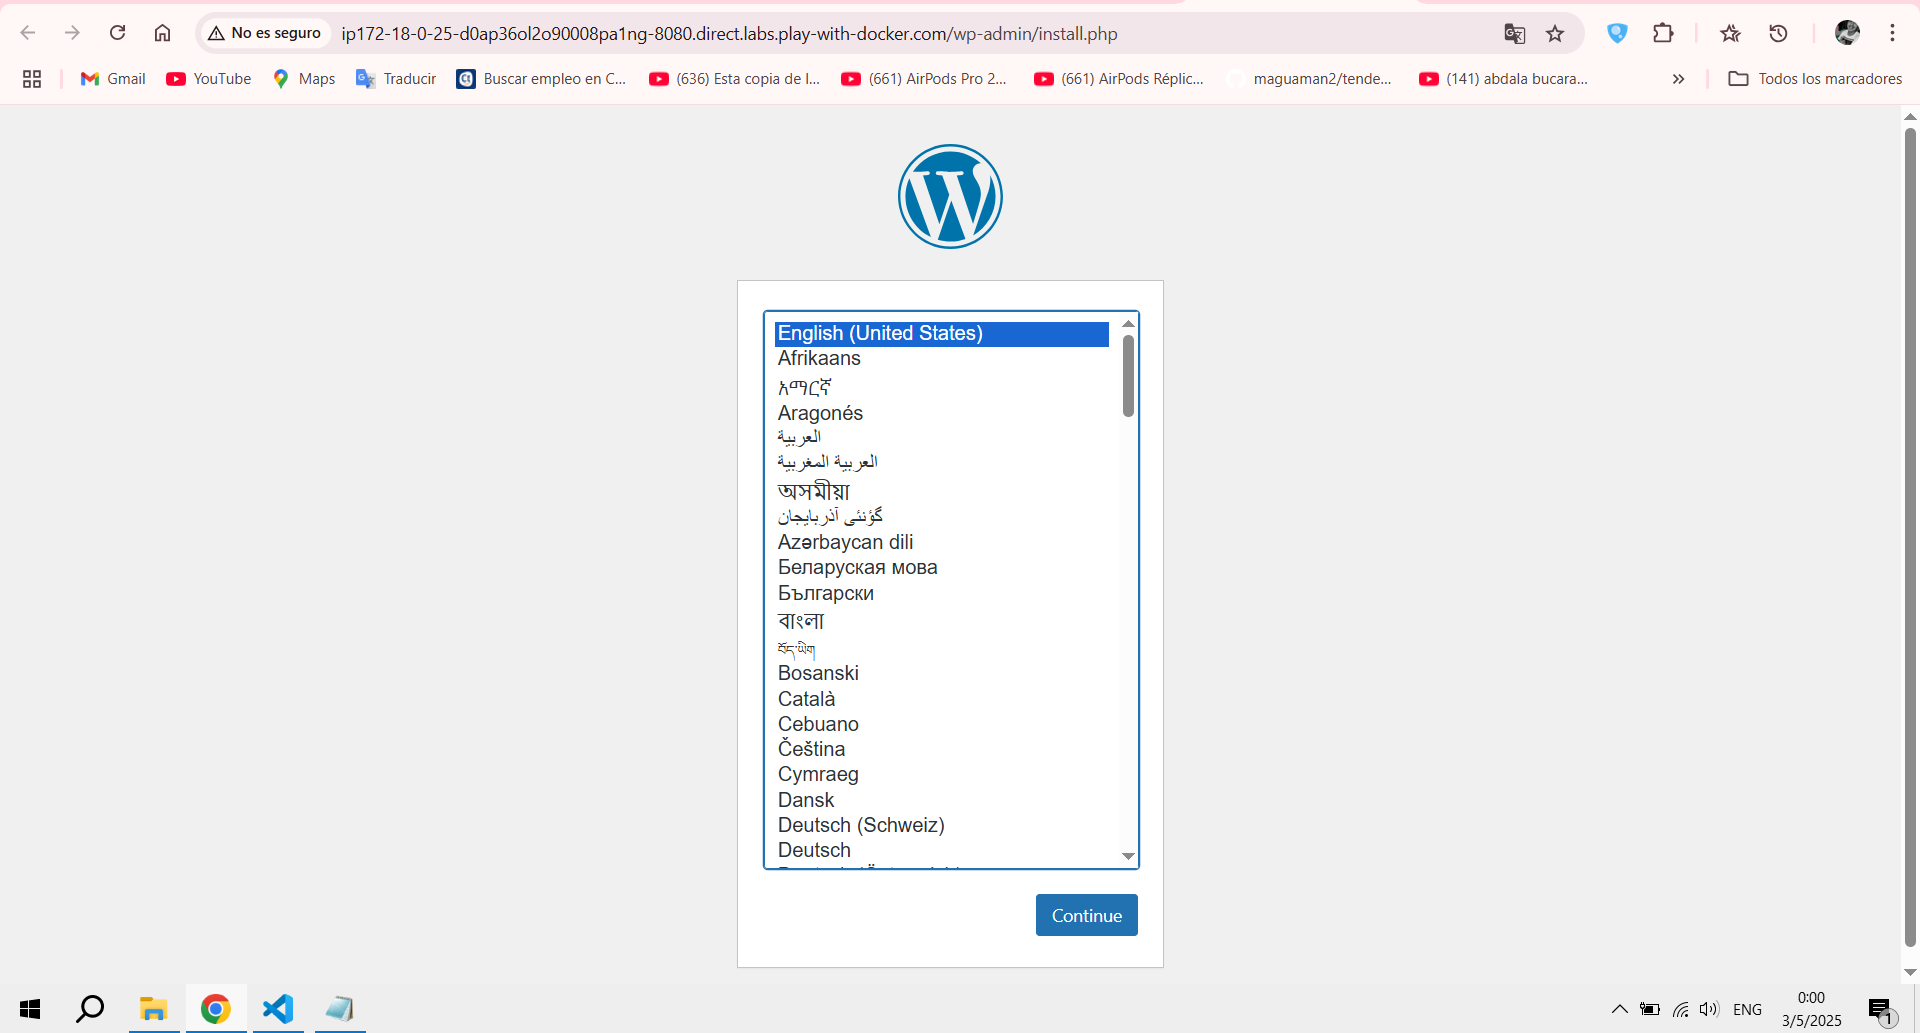 No es seguro
ip172-18-0-25-d0ap36ol2o90008pa1ng-8080.direct.labs.play-with-docker.com/wp-admin/install.php
Gmail YouTube Maps Traducir Buscar empleo en C... (636) Esta copia de l... (661) AirPods Pro 2... (661) AirPods Réplic... maguaman2/tende... (141) abdala bucara... » Todos los marcadores
English (United States)
Afrikaans
አማርኛ
Aragonés
العربية
العربية المغربية
অসমীয়া
گؤنئی آذربایجان
Azərbaycan dili
Беларуская мова
Български
বাংলা
བོད་ཡིག
Bosanski
Català
Cebuano
Čeština
Cymraeg
Dansk
Deutsch (Schweiz)
Deutsch
Continue
ENG
0:00
3/5/2025
1